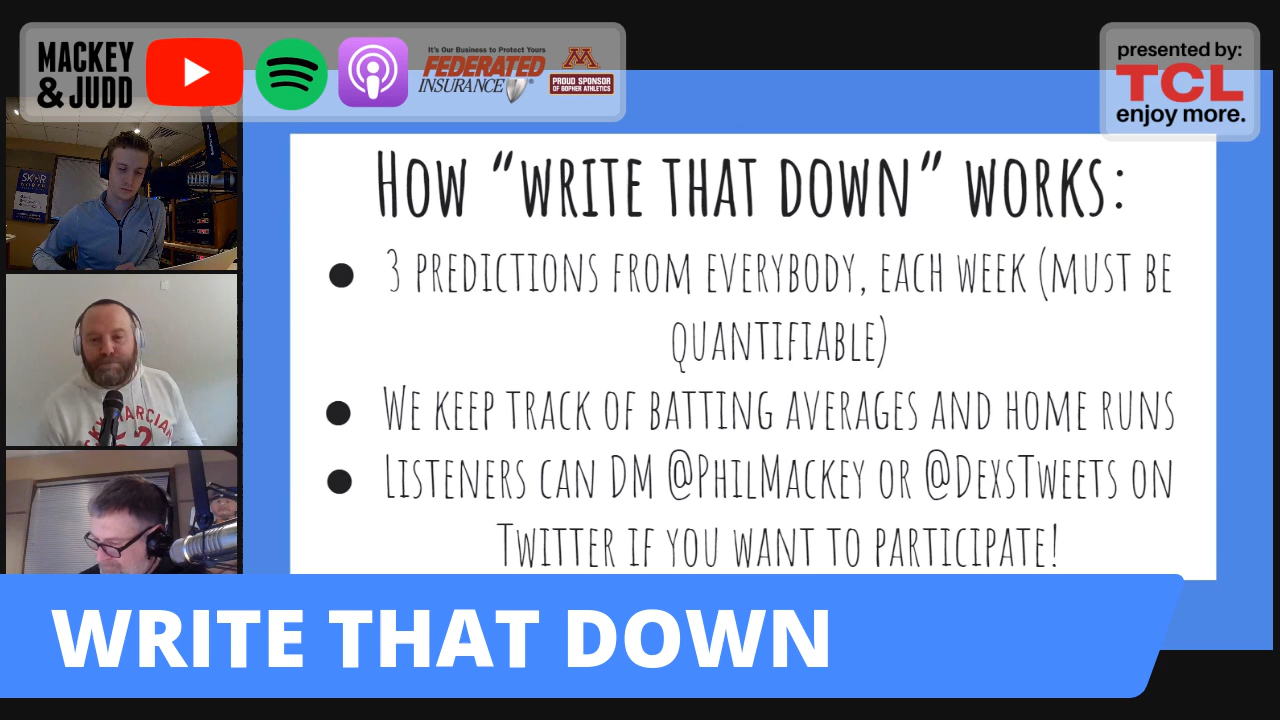 MACKEY
& JUDD
It's Our Business to Protect Yours
FEDERATED
INSURANCE
M
PROUD SPONSOR
OF GOPHER ATHLETICS
presented by:
TCL
enjoy more.
SKOR
NORTH
HOW “WRITE THAT DOWN” WORKS:
● 3 PREDICTIONS FROM EVERYBODY, EACH WEEK (MUST BE
QUANTIFIABLE)
● WE KEEP TRACK OF BATTING AVERAGES AND HOME RUNS
● LISTENERS CAN DM @PHILMACKEY OR @DEXSTWEETS ON
TWITTER IF YOU WANT TO PARTICIPATE!
WRITE THAT DOWN